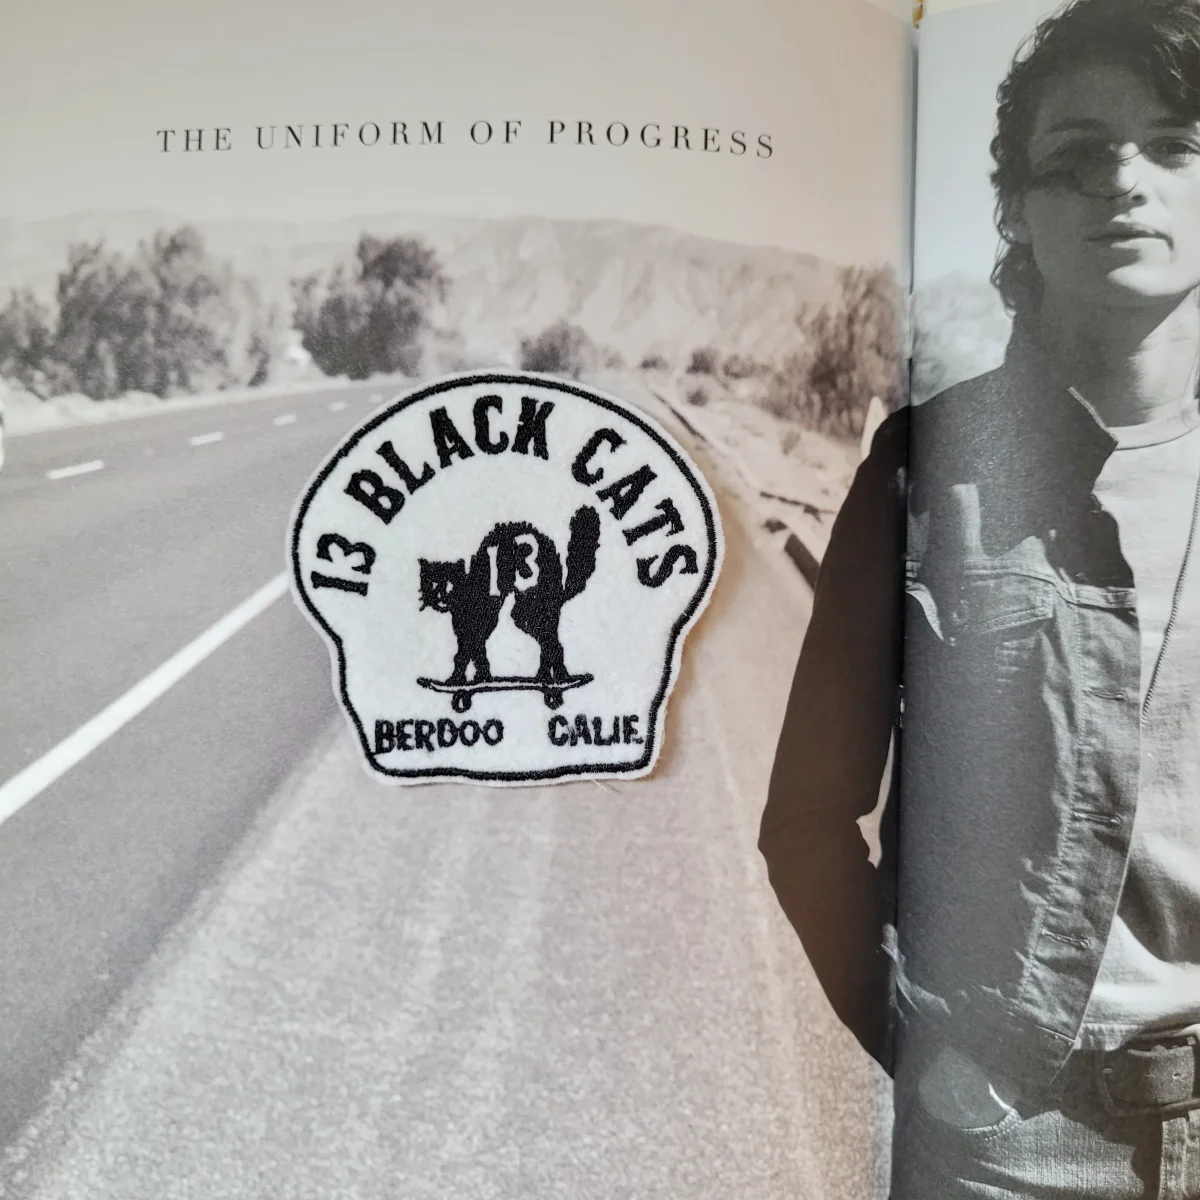 THE UNIFORM OF PROGRESS
13 BLACK CATS
13
BERDOO CALIF.